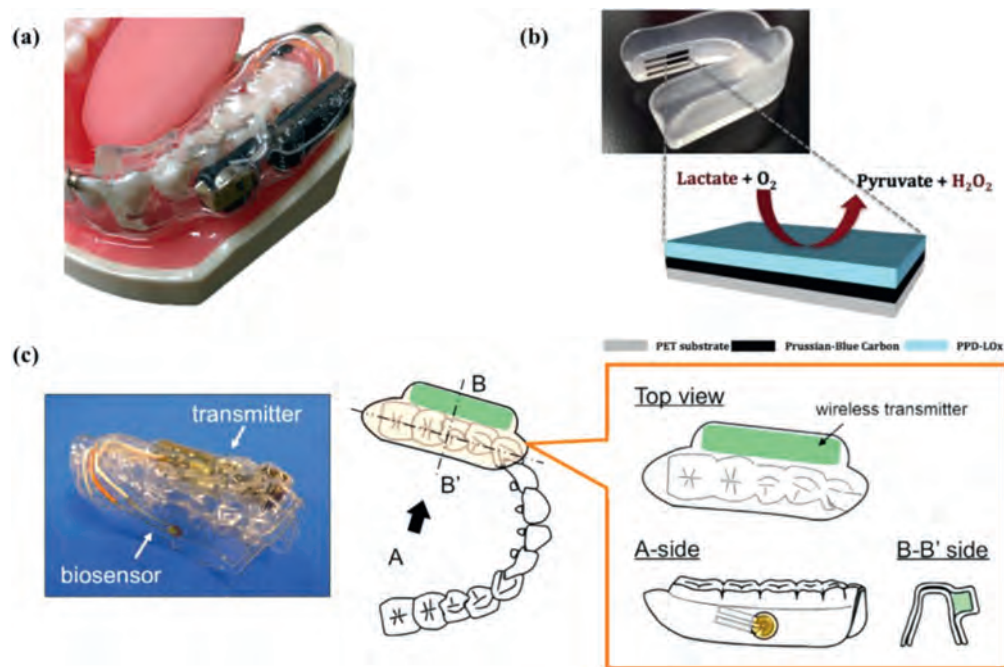 (a)
(b)
Lactate + O2
Pyruvate + H2O2
PET substrate
Prussian-Blue Carbon
PPD-LOx
(c)
transmitter
biosensor
B
B'
A
Top view
wireless transmitter
A-side
B-B' side